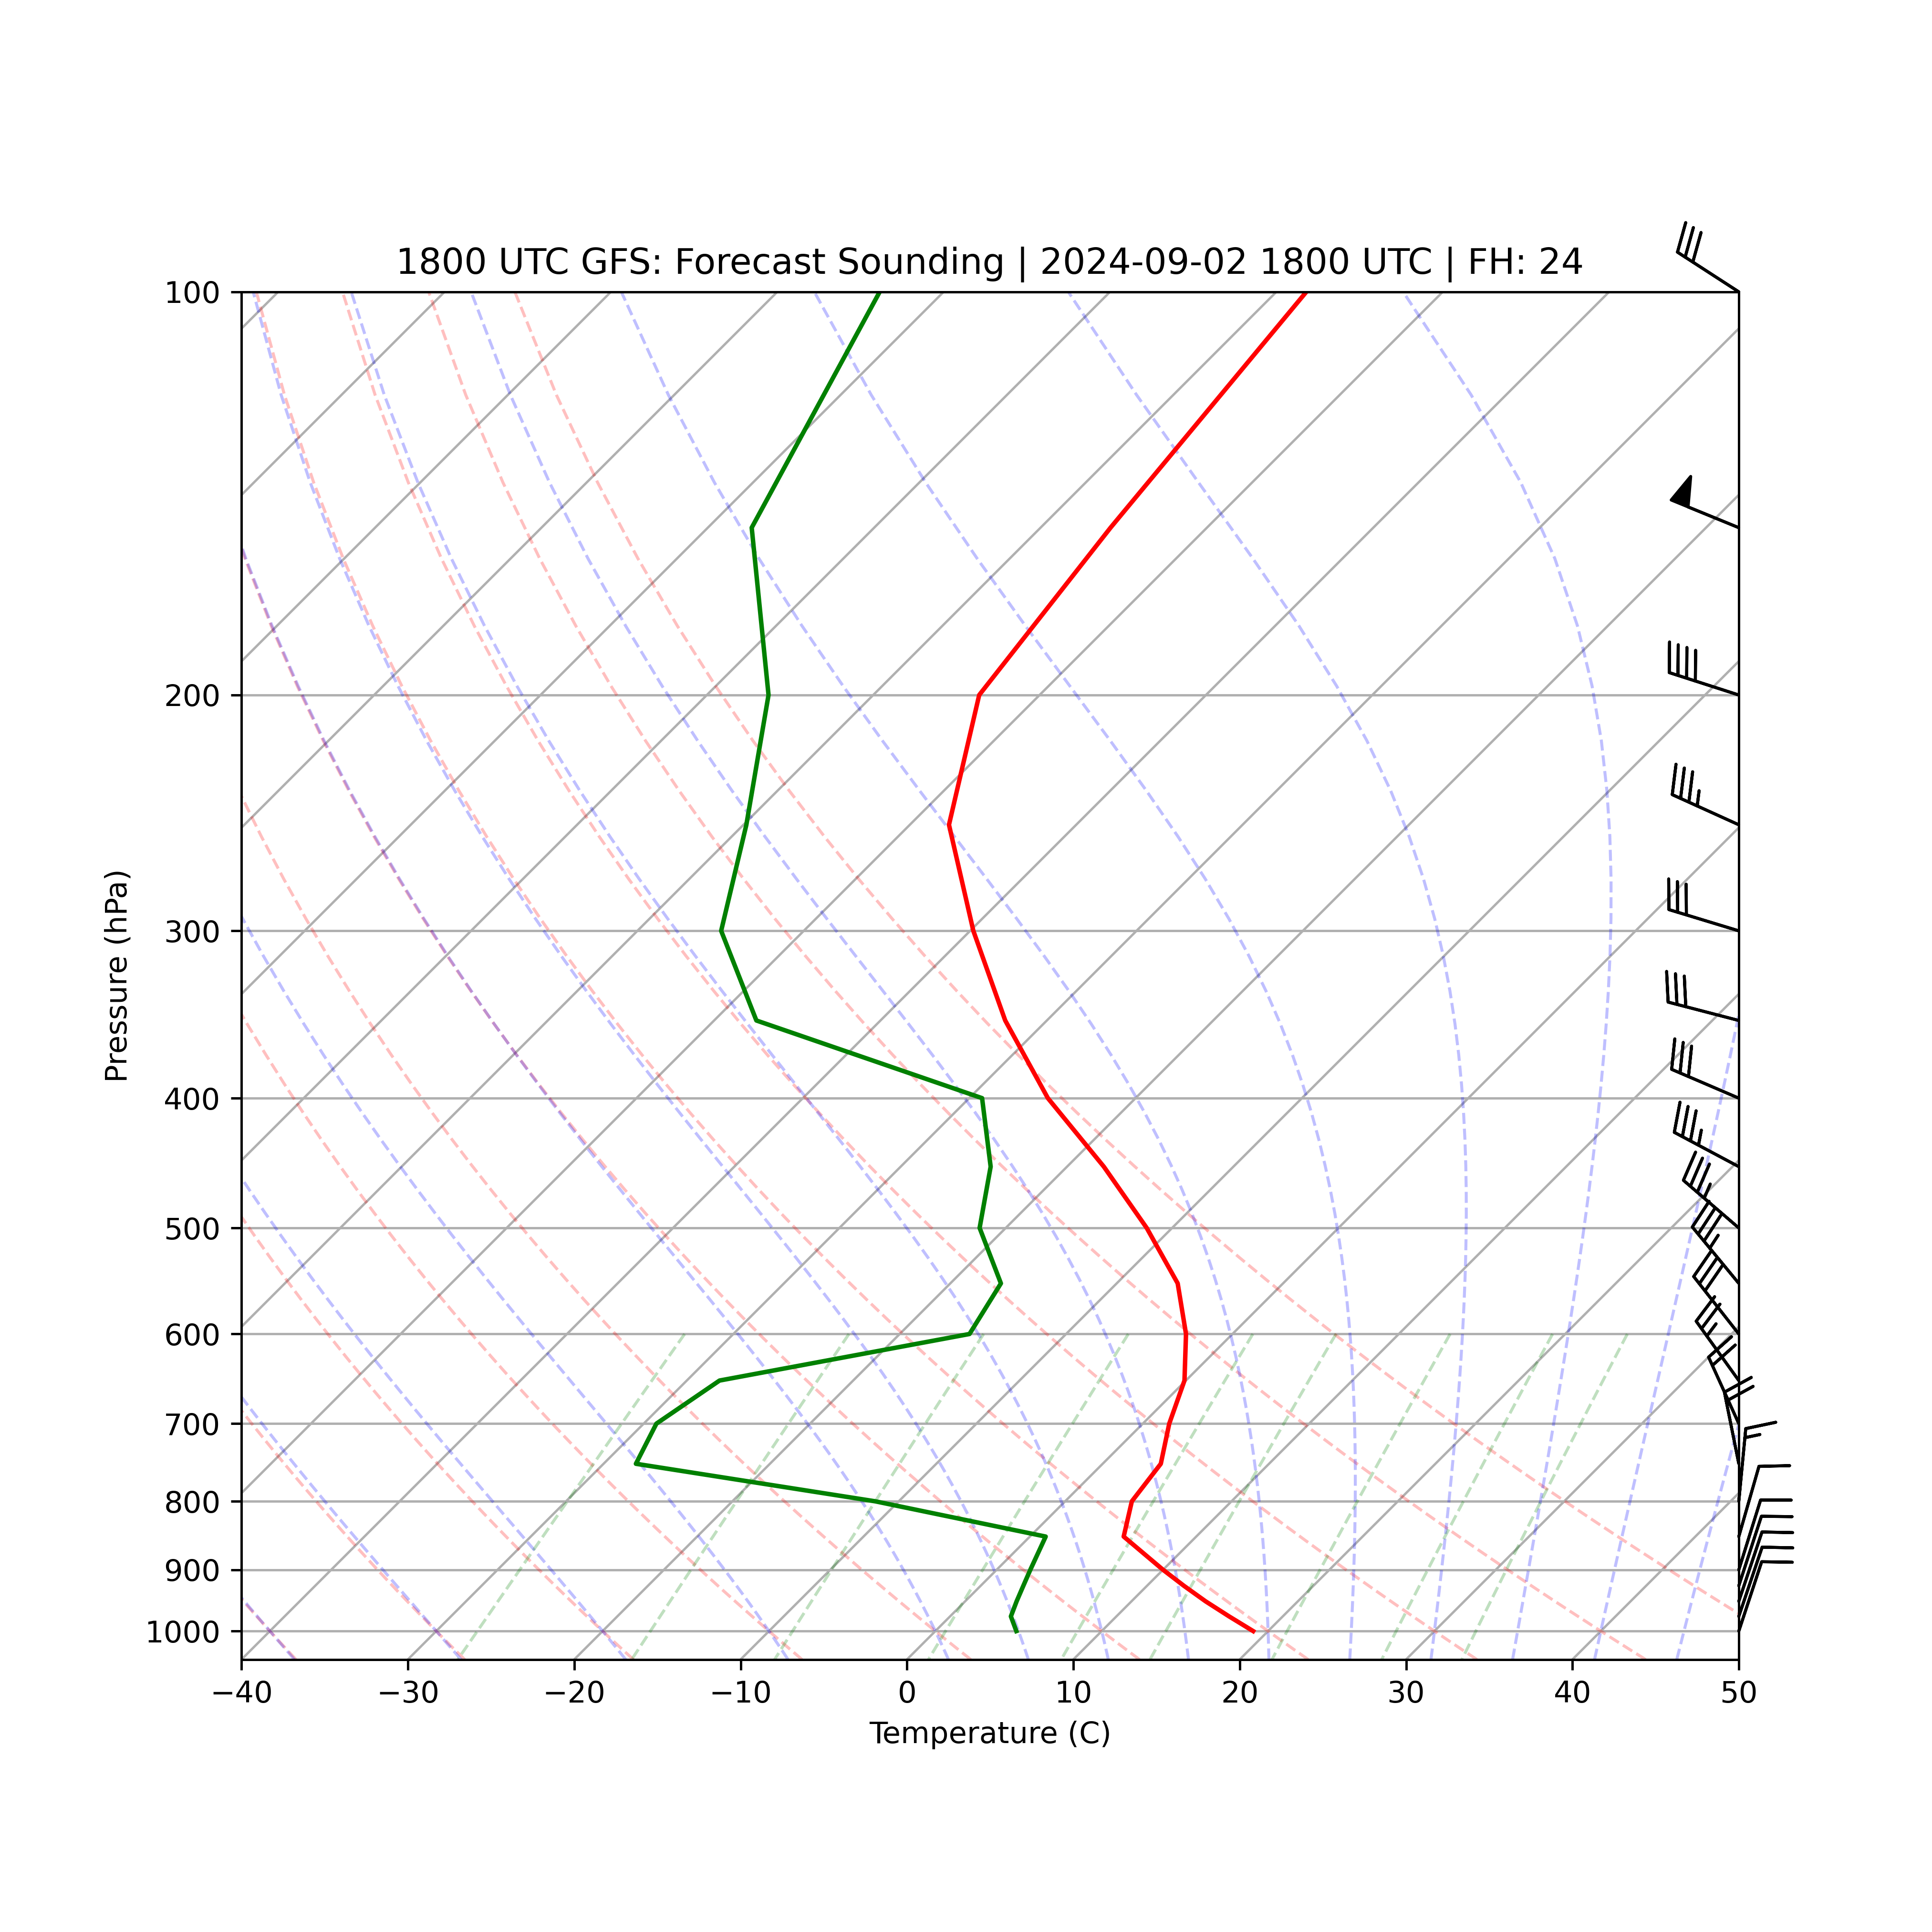 1800 UTC GFS: Forecast Sounding | 2024-09-02 1800 UTC | FH: 24
100
200
300
400
500
600
700
800
900
1000
Pressure (hPa)
−40 −30 −20 −10 0 10 20 30 40 50
Temperature (C)